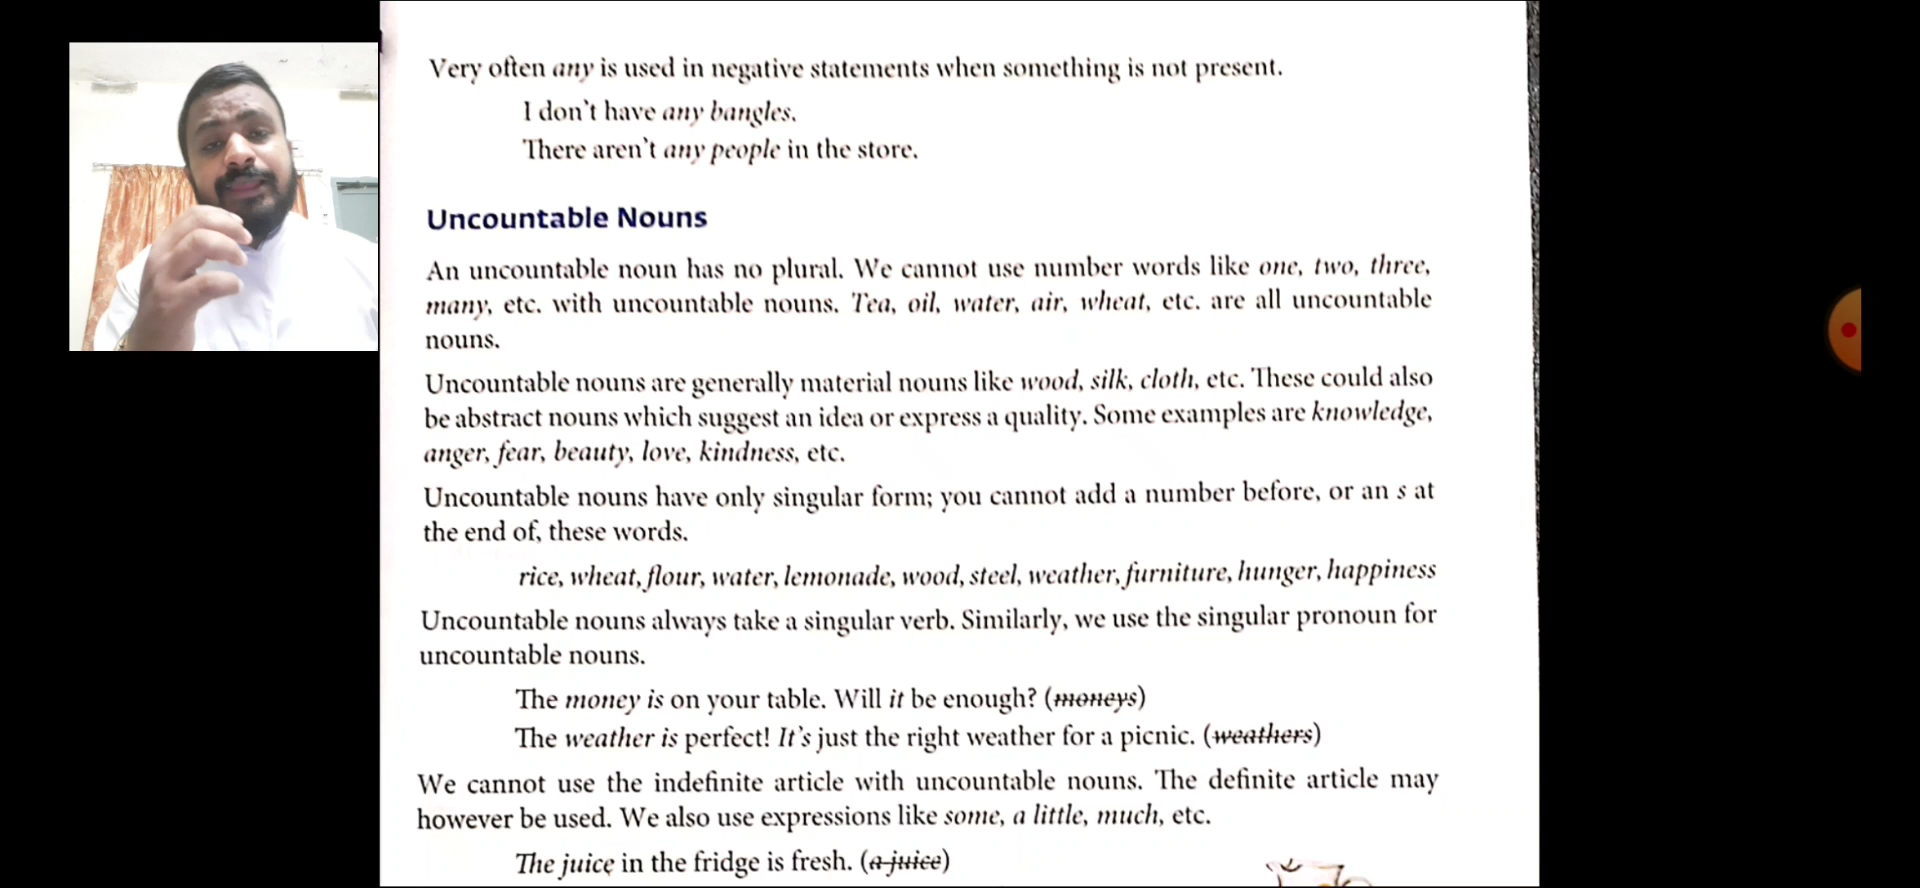 Very often any is used in negative statements when something is not present.
I don't have any bangles.
There aren't any people in the store.
Uncountable Nouns
An uncountable noun has no plural. We cannot use number words like one, two, three,
many, etc. with uncountable nouns. Tea, oil, water, air, wheat, etc. are all uncountable
nouns.
Uncountable nouns are generally material nouns like wood, silk, cloth, etc. These could also
be abstract nouns which suggest an idea or express a quality. Some examples are knowledge,
anger, fear, beauty, love, kindness, etc.
Uncountable nouns have only singular form; you cannot add a number before, or an s at
the end of, these words.
rice, wheat, flour, water, lemonade, wood, steel, weather, furniture, hunger, happiness
Uncountable nouns always take a singular verb. Similarly, we use the singular pronoun for
uncountable nouns.
The money is on your table. Will it be enough? (moneys)
The weather is perfect! It's just the right weather for a picnic. (weathers)
We cannot use the indefinite article with uncountable nouns. The definite article may
however be used. We also use expressions like some, a little, much, etc.
The juice in the fridge is fresh. (a juice)